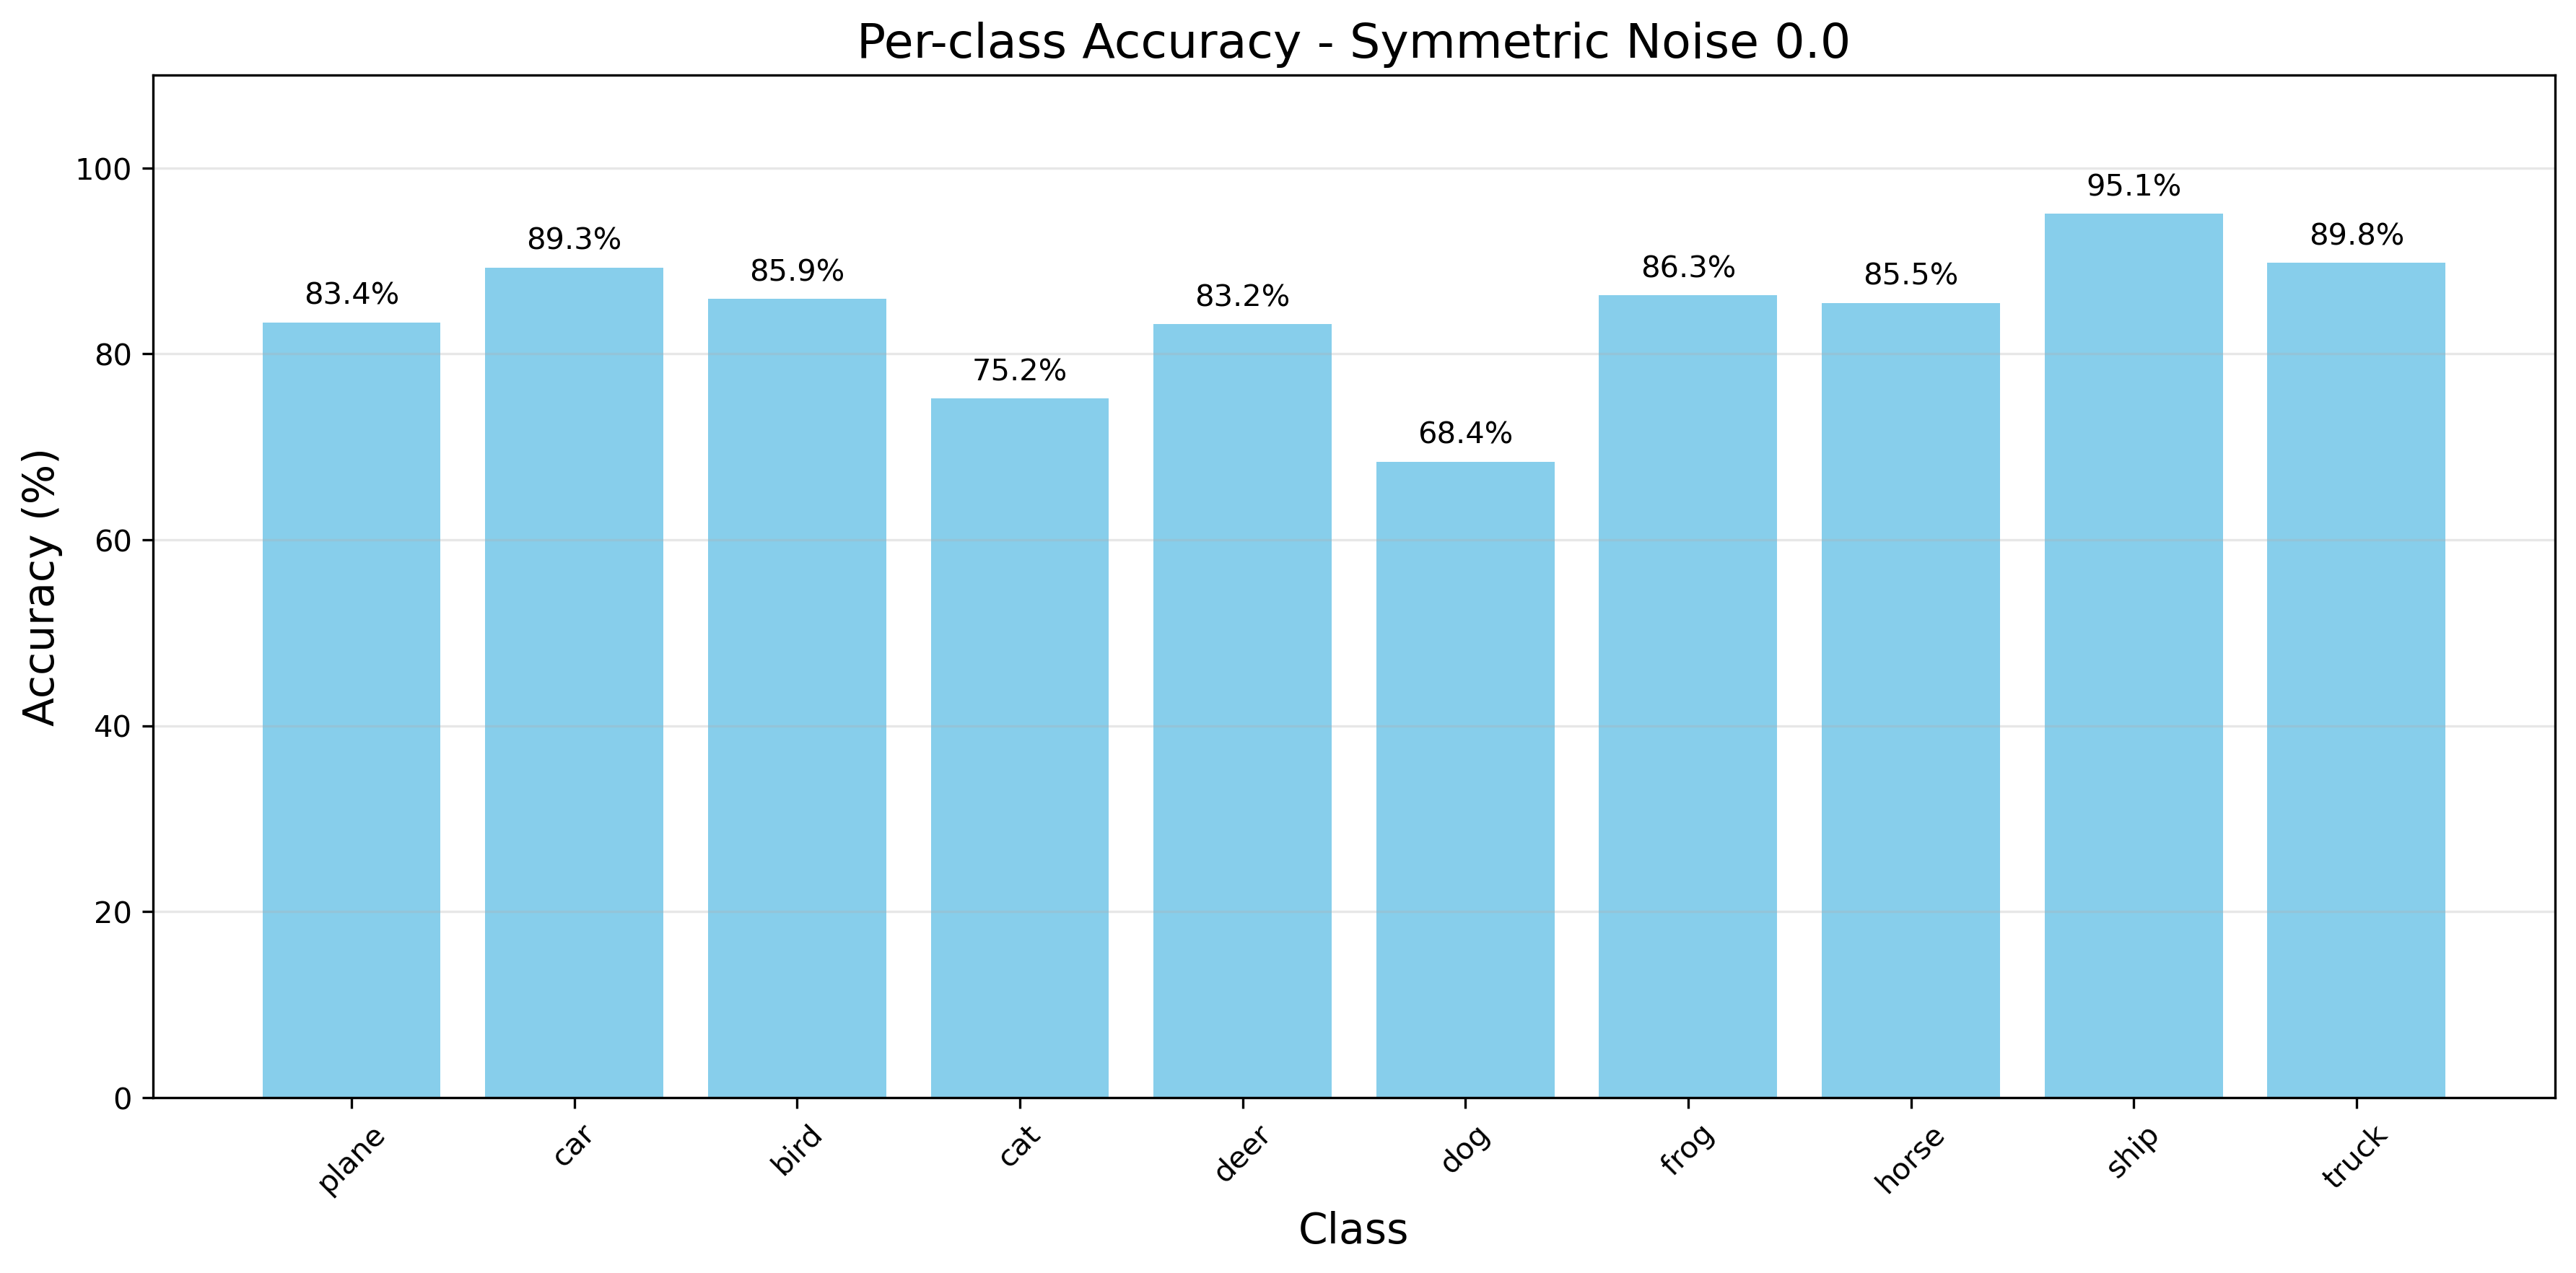 Per-class Accuracy - Symmetric Noise 0.0
Accuracy (%)
100
80
60
40
20
0
83.4%
89.3%
85.9%
75.2%
83.2%
68.4%
86.3%
85.5%
95.1%
89.8%
plane
car
bird
cat
deer
dog
frog
horse
ship
truck
Class